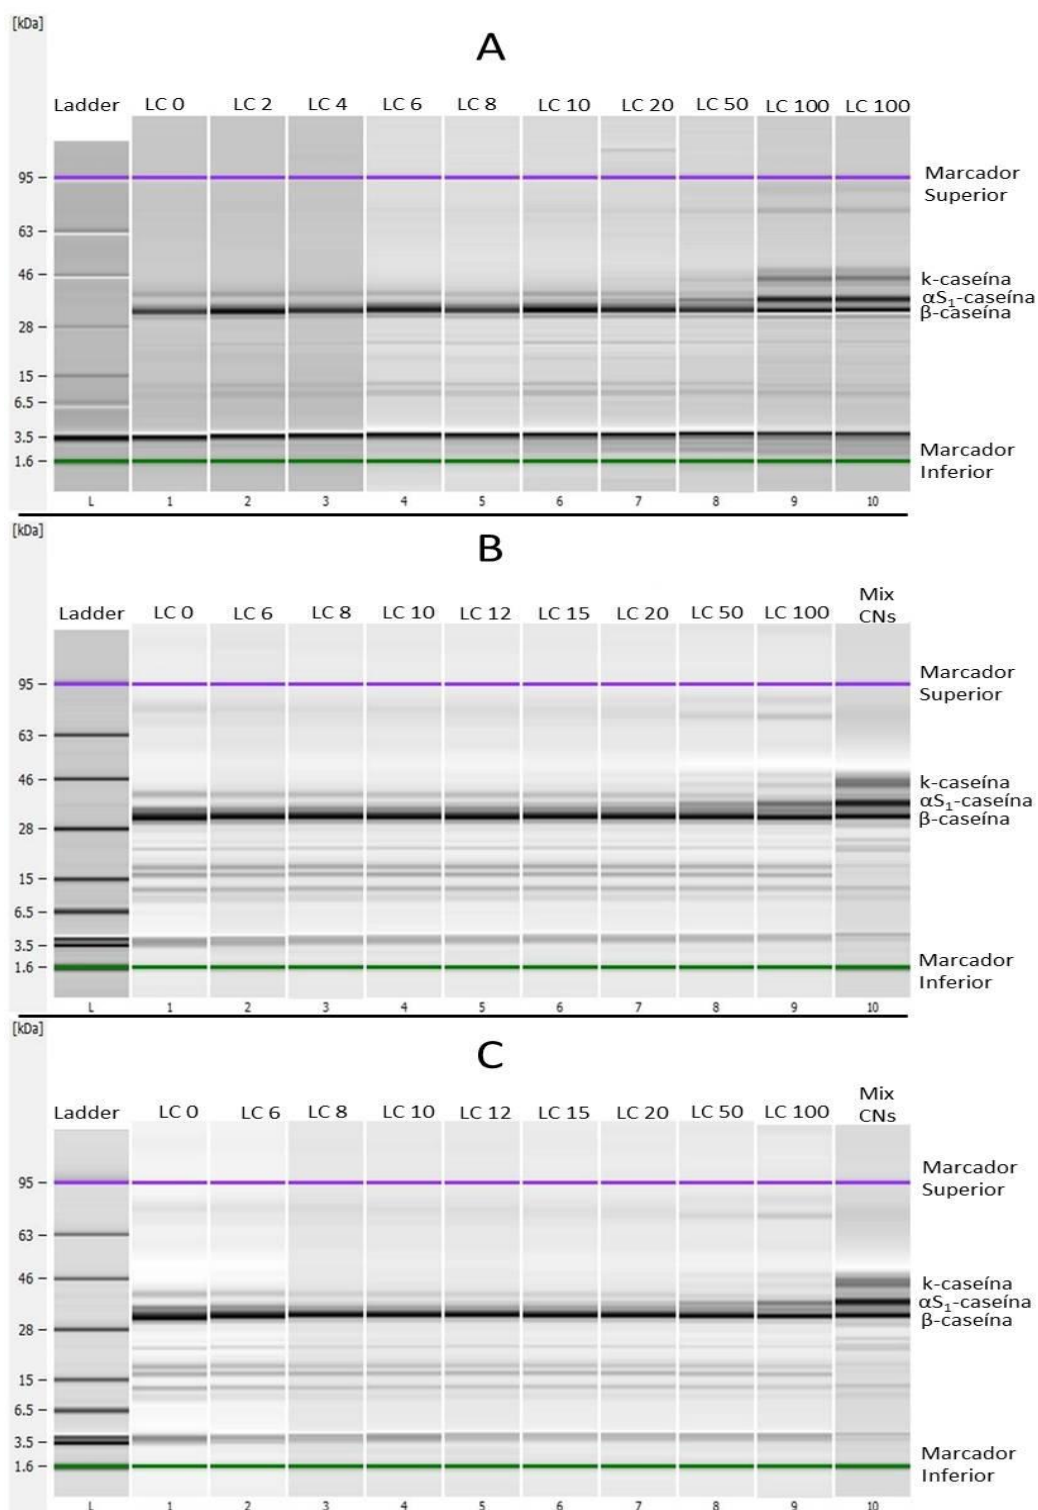 [kDa]
A
Ladder LC 0 LC 2 LC 4 LC 6 LC 8 LC 10 LC 20 LC 50 LC 100 LC 100
95
Marcador
Superior
63
46
k-caseína
αS₁-caseína
β-caseína
28
15
6.5
3.5
Marcador
Inferior
1.6
L 1 2 3 4 5 6 7 8 9 10
[kDa]
B
Mix
CNs
Ladder LC 0 LC 6 LC 8 LC 10 LC 12 LC 15 LC 20 LC 50 LC 100
Marcador
Superior
95
63
46
k-caseína
αS₁-caseína
β-caseína
28
15
6.5
3.5
Marcador
Inferior
1.6
L 1 2 3 4 5 6 7 8 9 10
[kDa]
C
Mix
CNs
Ladder LC 0 LC 6 LC 8 LC 10 LC 12 LC 15 LC 20 LC 50 LC 100
Marcador
Superior
95
63
46
k-caseína
αS₁-caseína
β-caseína
28
15
6.5
3.5
Marcador
Inferior
1.6
L 1 2 3 4 5 6 7 8 9 10